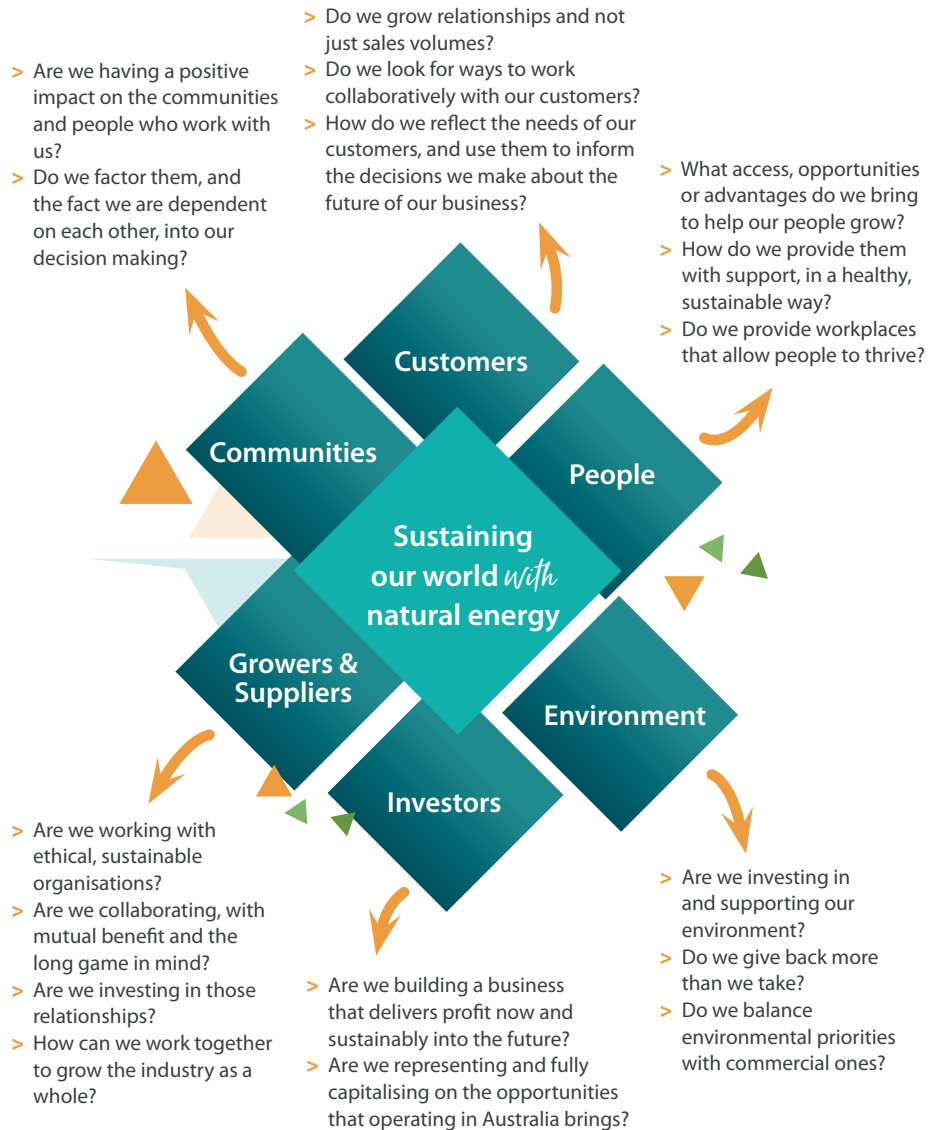 > Do we grow relationships and not
just sales volumes?
> Do we look for ways to work
collaboratively with our customers?
> How do we reflect the needs of our
customers, and use them to inform
the decisions we make about the
future of our business?
> Are we having a positive
impact on the communities
and people who work with
us?
> Do we factor them, and
the fact we are dependent
on each other, into our
decision making?
> What access, opportunities
or advantages do we bring
to help our people grow?
> How do we provide them
with support, in a healthy,
sustainable way?
> Do we provide workplaces
that allow people to thrive?
Customers
Communities
People
Sustaining
our world with
natural energy
Growers &
Suppliers
Environment
Investors
> Are we working with
ethical, sustainable
organisations?
> Are we collaborating, with
mutual benefit and the
long game in mind?
> Are we investing in those
relationships?
> How can we work together
to grow the industry as a
whole?
> Are we building a business
that delivers profit now and
sustainably into the future?
> Are we representing and fully
capitalising on the opportunities
that operating in Australia brings?
> Are we investing in
and supporting our
environment?
> Do we give back more
than we take?
> Do we balance
environmental priorities
with commercial ones?